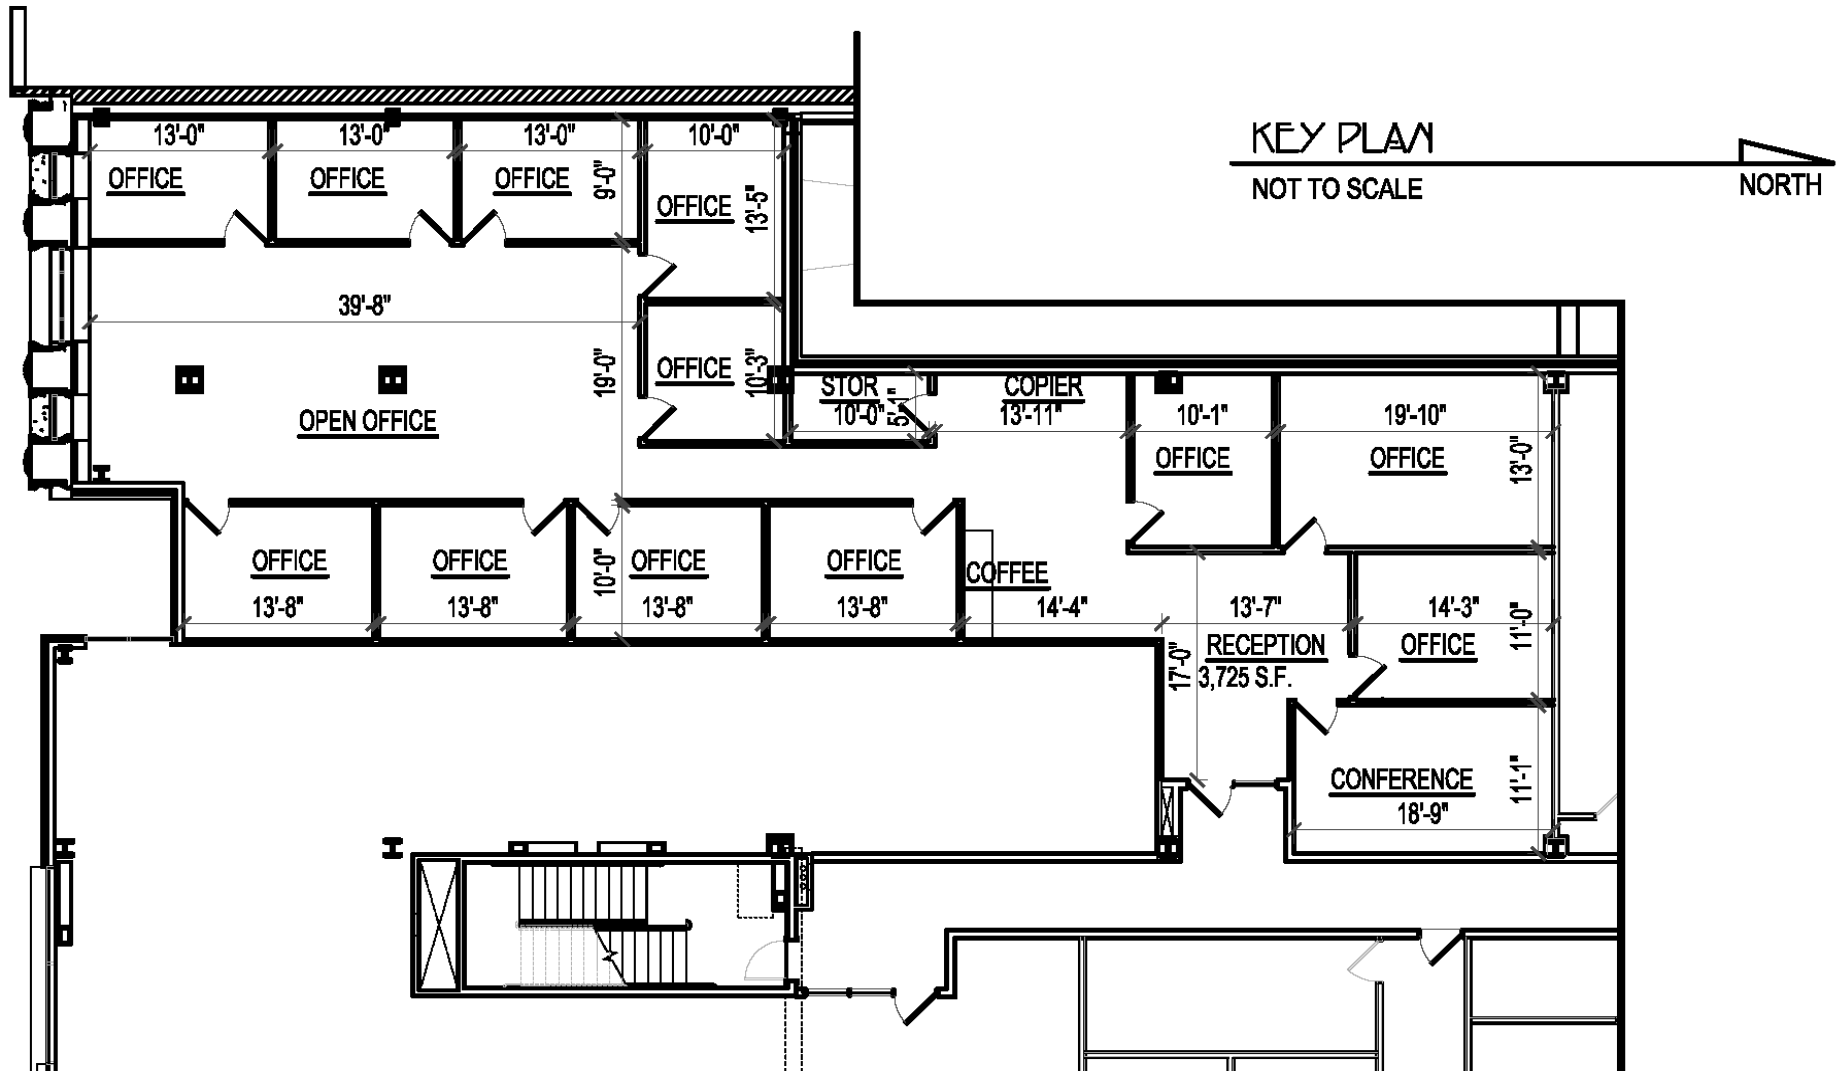 KEY PLAN
NOT TO SCALE
NORTH
13'-0"
13'-0"
13'-0"
10'-0"
OFFICE
OFFICE
OFFICE
9'-0"
OFFICE
13'-5"
39'-8"
19'-0"
OFFICE
10'-3"
OPEN OFFICE
STOR
10'-0"
5'-1"
COPIER
13'-11"
10'-1"
OFFICE
19'-10"
OFFICE
13'-0"
OFFICE
13'-8"
OFFICE
13'-8"
10'-0"
OFFICE
13'-8"
OFFICE
13'-8"
COFFEE
14'-4"
13'-7"
RECEPTION
3,725 S.F.
17'-0"
14'-3"
OFFICE
11'-0"
CONFERENCE
18'-9"
11'-1"